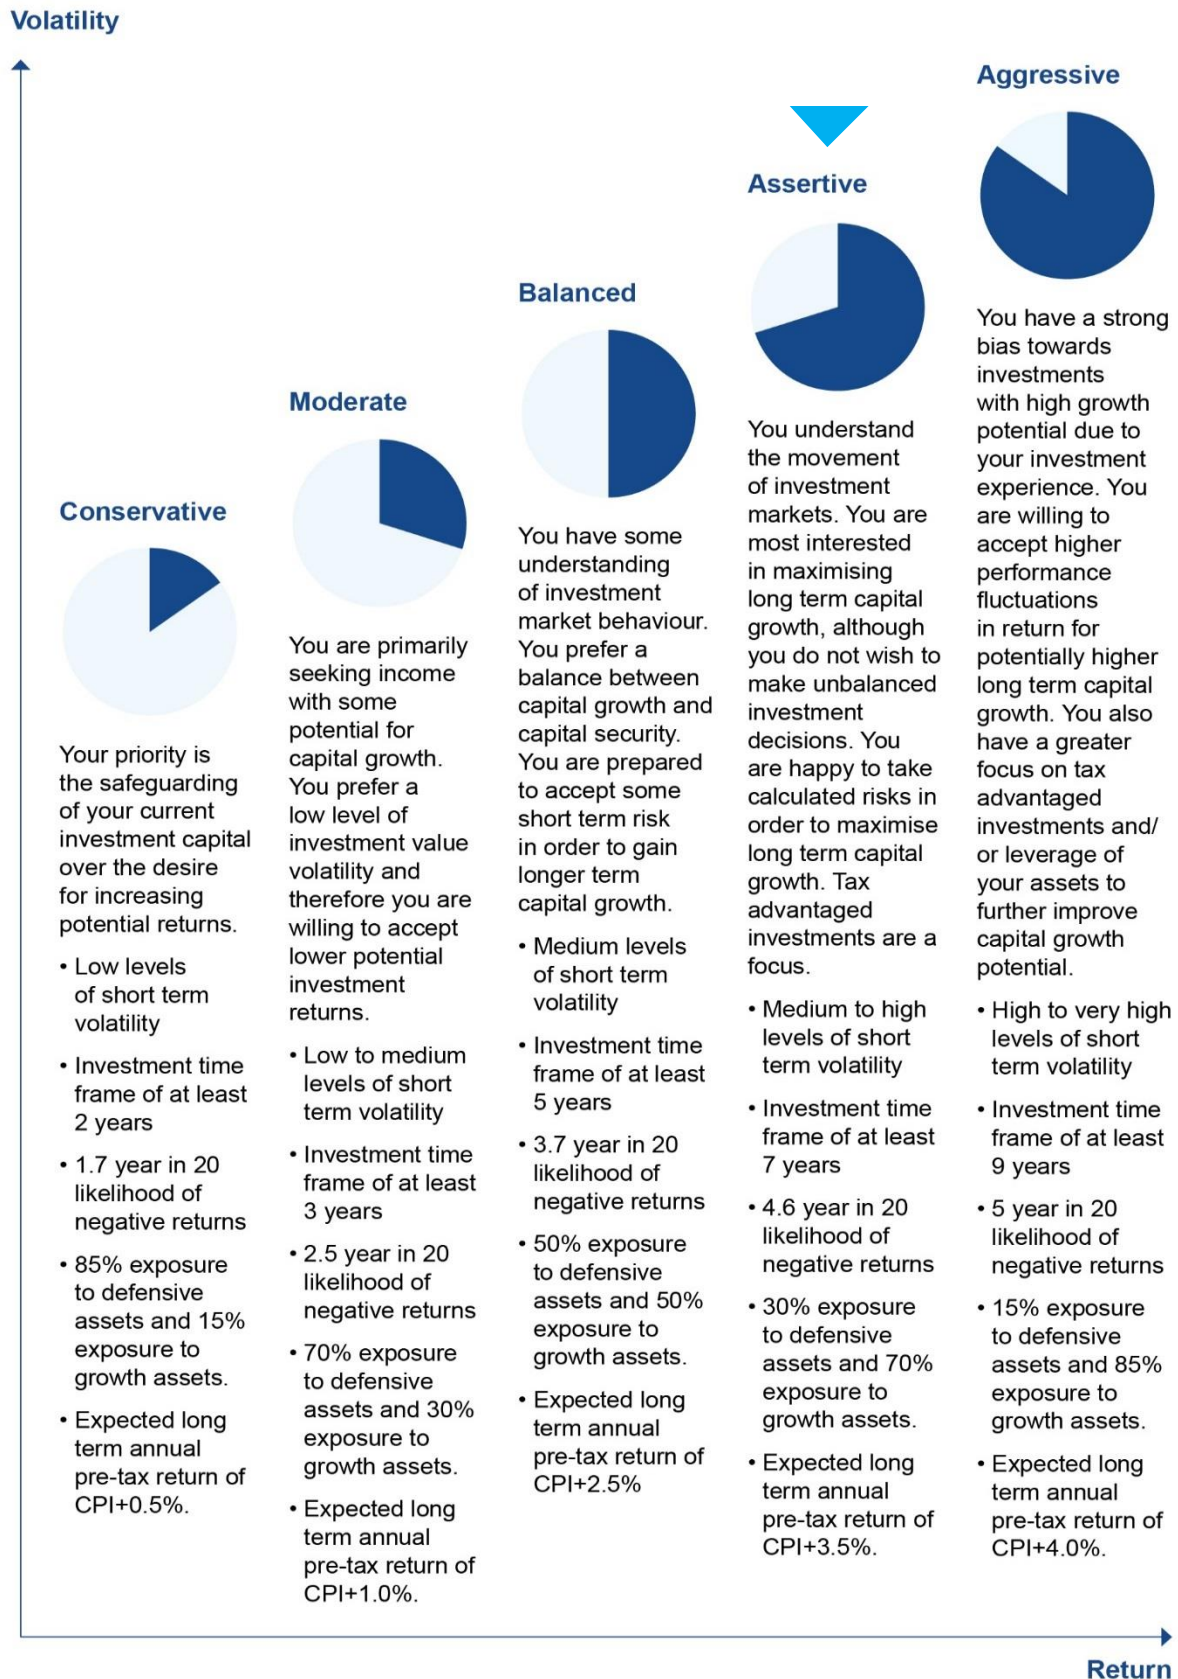 Volatility
Conservative
Your priority is
the safeguarding
of your current
investment capital
over the desire
for increasing
potential returns.
• Low levels
of short term
volatility
• Investment time
frame of at least
2 years
• 1.7 year in 20
likelihood of
negative returns
• 85% exposure
to defensive
assets and 15%
exposure to
growth assets.
• Expected long
term annual
pre-tax return of
CPI+0.5%.
Moderate
You are primarily
seeking income
with some
potential for
capital growth.
You prefer a
low level of
investment value
volatility and
therefore you are
willing to accept
lower potential
investment
returns.
• Low to medium
levels of short
term volatility
• Investment time
frame of at least
3 years
• 2.5 year in 20
likelihood of
negative returns
• 70% exposure
to defensive
assets and 30%
exposure to
growth assets.
• Expected long
term annual
pre-tax return of
CPI+1.0%.
Balanced
You have some
understanding
of investment
market behaviour.
You prefer a
balance between
capital growth and
capital security.
You are prepared
to accept some
short term risk
in order to gain
longer term
capital growth.
• Medium levels
of short term
volatility
• Investment time
frame of at least
5 years
• 3.7 year in 20
likelihood of
negative returns
• 50% exposure
to defensive
assets and 50%
exposure to
growth assets.
• Expected long
term annual
pre-tax return of
CPI+2.5%
Assertive
You understand
the movement
of investment
markets. You are
most interested
in maximising
long term capital
growth, although
you do not wish to
make unbalanced
investment
decisions. You
are happy to take
calculated risks in
order to maximise
long term capital
growth. Tax
advantaged
investments are a
focus.
• Medium to high
levels of short
term volatility
• Investment time
frame of at least
7 years
• 4.6 year in 20
likelihood of
negative returns
• 30% exposure
to defensive
assets and 70%
exposure to
growth assets.
• Expected long
term annual
pre-tax return of
CPI+3.5%.
Aggressive
You have a strong
bias towards
investments
with high growth
potential due to
your investment
experience. You
are willing to
accept higher
performance
fluctuations
in return for
potentially higher
long term capital
growth. You also
have a greater
focus on tax
advantaged
investments and/
or leverage of
your assets to
further improve
capital growth
potential.
• High to very high
levels of short
term volatility
• Investment time
frame of at least
9 years
• 5 year in 20
likelihood of
negative returns
• 15% exposure
to defensive
assets and 85%
exposure to
growth assets.
• Expected long
term annual
pre-tax return of
CPI+4.0%.
Return